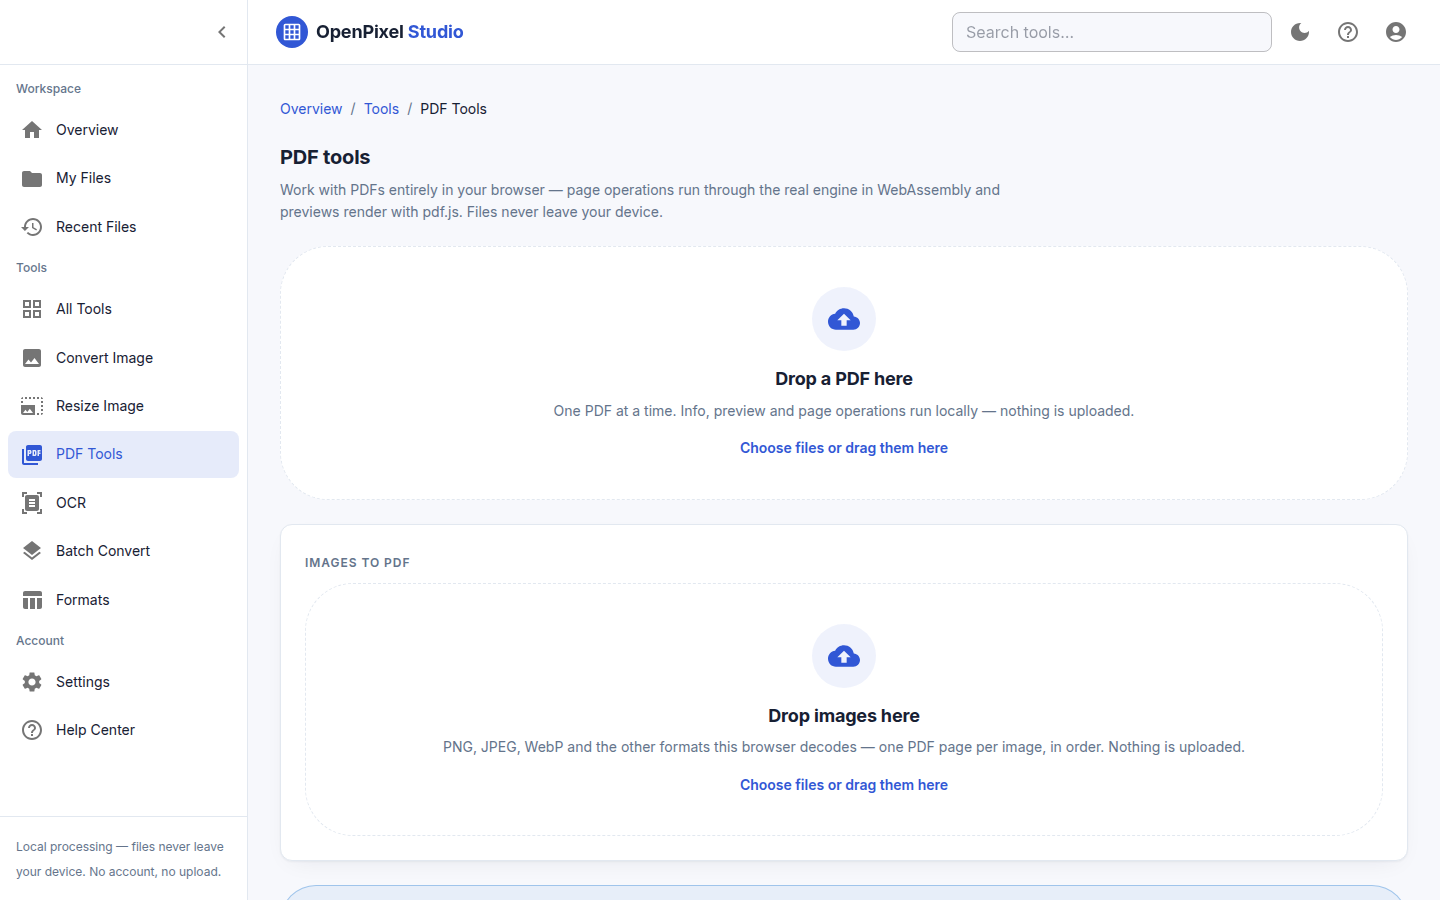 OpenPixel Studio
Search tools...
Workspace
Overview
My Files
Recent Files
Tools
All Tools
Convert Image
Resize Image
PDF
PDF Tools
OCR
Batch Convert
Formats
Account
Settings
Help Center
Local processing — files never leave
your device. No account, no upload.
Overview / Tools / PDF Tools
PDF tools
Work with PDFs entirely in your browser — page operations run through the real engine in WebAssembly and
previews render with pdf.js. Files never leave your device.
Drop a PDF here
One PDF at a time. Info, preview and page operations run locally — nothing is uploaded.
Choose files or drag them here
IMAGES TO PDF
Drop images here
PNG, JPEG, WebP and the other formats this browser decodes — one PDF page per image, in order. Nothing is uploaded.
Choose files or drag them here